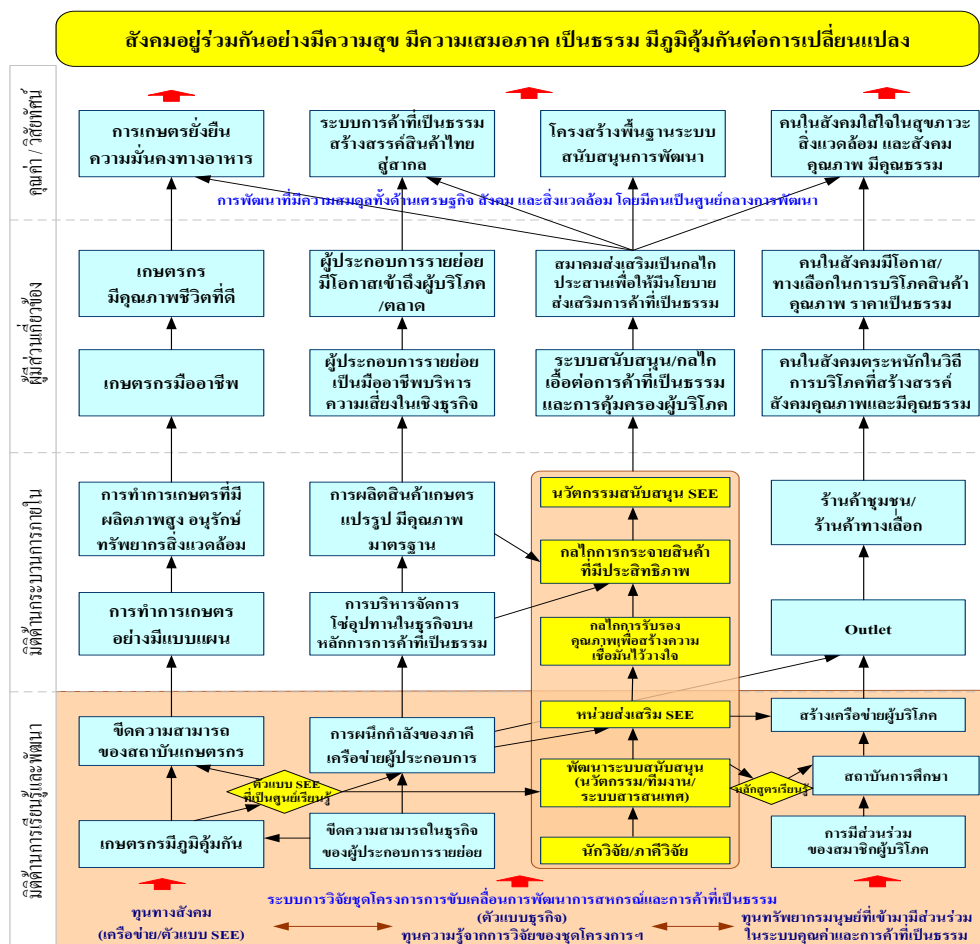 สังคมอยู่ร่วมกันอย่างมีความสุข มีความเสมอภาค เป็นธรรม มีภูมิคุ้มกันต่อการเปลี่ยนแปลง
คุณค่า / วิสัยทัศน์
การเกษตรยั่งยืน
ความมั่นคงทางอาหาร
ระบบการค้าที่เป็นธรรม
สร้างสรรค์สินค้าไทย
สู่สากล
โครงสร้างพื้นฐานระบบ
สนับสนุนการพัฒนา
คนในสังคมใส่ใจในสุขภาวะ
สิ่งแวดล้อม และสังคม
คุณภาพ มีคุณธรรม
การพัฒนาที่มีความสมดุลทั้งด้านเศรษฐกิจ สังคม และสิ่งแวดล้อม โดยมีคนเป็นศูนย์กลางการพัฒนา
ผู้มีส่วนเกี่ยวข้อง
เกษตรกร
มีคุณภาพชีวิตที่ดี
ผู้ประกอบการรายย่อย
มีโอกาสเข้าถึงผู้บริโภค
/ตลาด
สมาคมส่งเสริมเป็นกลไก
ประสานเพื่อให้มีนโยบาย
ส่งเสริมการค้าที่เป็นธรรม
คนในสังคมมีโอกาส/
ทางเลือกในการบริโภคสินค้า
คุณภาพ ราคาเป็นธรรม
เกษตรกรมืออาชีพ
ผู้ประกอบการรายย่อย
เป็นมืออาชีพบริหาร
ความเสี่ยงในเชิงธุรกิจ
ระบบสนับสนุน/กลไก
เอื้อต่อการค้าที่เป็นธรรม
และการคุ้มครองผู้บริโภค
คนในสังคมตระหนักในวิถี
การบริโภคที่สร้างสรรค์
สังคมคุณภาพและมีคุณธรรม
มิติด้านกระบวนการภายใน
การทำการเกษตรที่มี
ผลิตภาพสูง อนุรักษ์
ทรัพยากรสิ่งแวดล้อม
การผลิตสินค้าเกษตร
แปรรูป มีคุณภาพ
มาตรฐาน
นวัตกรรมสนับสนุน SEE
กลไกการกระจายสินค้า
ที่มีประสิทธิภาพ
ร้านค้าชุมชน/
ร้านค้าทางเลือก
การทำการเกษตร
อย่างมีแบบแผน
การบริหารจัดการ
โซ่อุปทานในธุรกิจบน
หลักการการค้าที่เป็นธรรม
กลไกการรับรอง
คุณภาพเพื่อสร้างความ
เชื่อมั่นไว้วางใจ
Outlet
มิติด้านการเรียนรู้และพัฒนา
ขีดความสามารถ
ของสถาบันเกษตรกร
การผนึกกำลังของภาคี
เครือข่ายผู้ประกอบการ
หน่วยส่งเสริม SEE
สร้างเครือข่ายผู้บริโภค
ตัวแบบ SEE
ที่เป็นศูนย์เรียนรู้
พัฒนาระบบสนับสนุน
(นวัตกรรม/ทีมงาน/
ระบบสารสนเทศ)
หลักสูตรเรียนรู้
สถาบันการศึกษา
เกษตรกรมีภูมิคุ้มกัน
ขีดความสามารถในธุรกิจ
ของผู้ประกอบการรายย่อย
นักวิจัย/ภาคีวิจัย
การมีส่วนร่วม
ของสมาชิกผู้บริโภค
ระบบการวิจัยชุดโครงการการขับเคลื่อนการพัฒนาการสหกรณ์และการค้าที่เป็นธรรม
ทุนทางสังคม
(เครือข่าย/ตัวแบบ SEE)
(ตัวแบบธุรกิจ)
ทุนความรู้จากการวิจัยของชุดโครงการฯ
ทุนทรัพยากรมนุษย์ที่เข้ามามีส่วนร่วม
ในระบบคุณค่าและการค้าที่เป็นธรรม